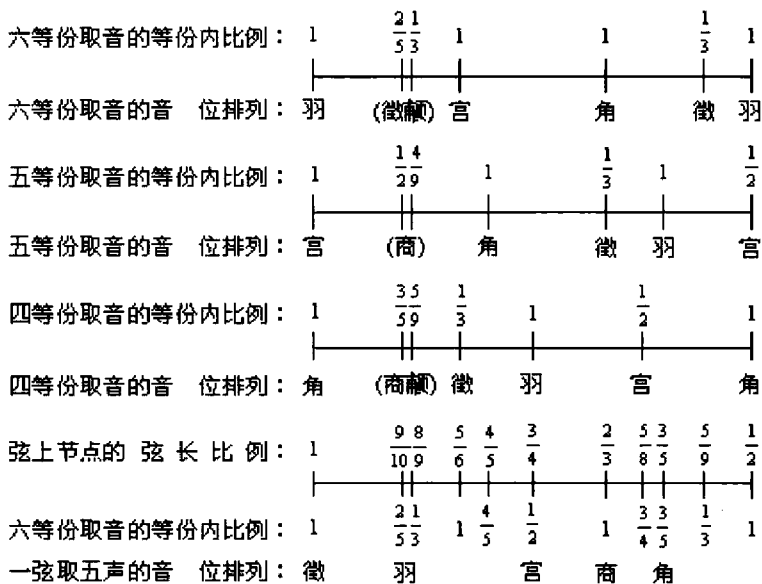 六等份取音的等份内比例：1 2/5 1/3 1 1 1/3 1
六等份取音的音 位排列：羽 (徵 ) 宫 角 徵 羽
五等份取音的等份内比例：1 1/2 4/9 1 1/3 1 1/2
五等份取音的音 位排列：宫 (商) 角 徵 羽 宫
四等份取音的等份内比例：1 3/5 5/9 1/3 1 1/2 1
四等份取音的音 位排列：角 (商 ) 徵 羽 宫 角
弦上节点的 弦 长 比 例：1 9/10 8/9 5/6 4/5 3/4 2/3 5/8 3/5 5/9 1/2
六等份取音的等份内比例：1 2/5 1/3 1 4/5 1/2 1 3/4 3/5 1/3 1
一弦取五声的音 位排列：徵 羽 宫 商 角